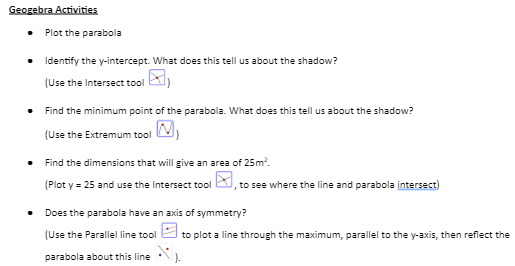 Geogebra Activities
• Plot the parabola
• Identify the y-intercept. What does this tell us about the shadow?
(Use the Intersect tool )
• Find the minimum point of the parabola. What does this tell us about the shadow?
(Use the Extremum tool )
• Find the dimensions that will give an area of 25m².
(Plot y = 25 and use the Intersect tool , to see where the line and parabola intersect)
• Does the parabola have an axis of symmetry?
(Use the Parallel line tool to plot a line through the maximum, parallel to the y-axis, then reflect the
parabola about this line ).